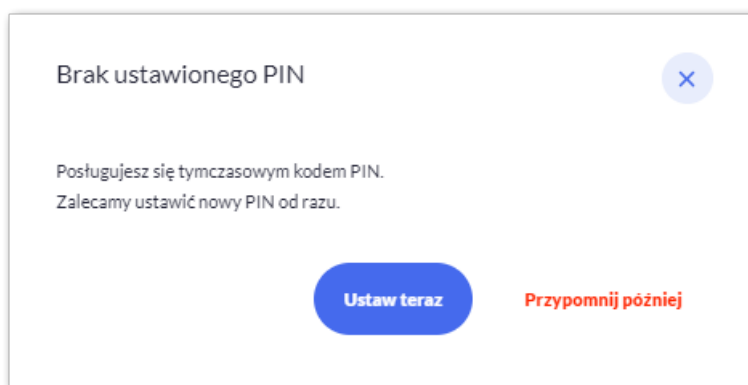 Brak ustawionego PIN
Posługujesz się tymczasowym kodem PIN.
Zalecamy ustawić nowy PIN od razu.
Ustaw teraz
Przypomnij później